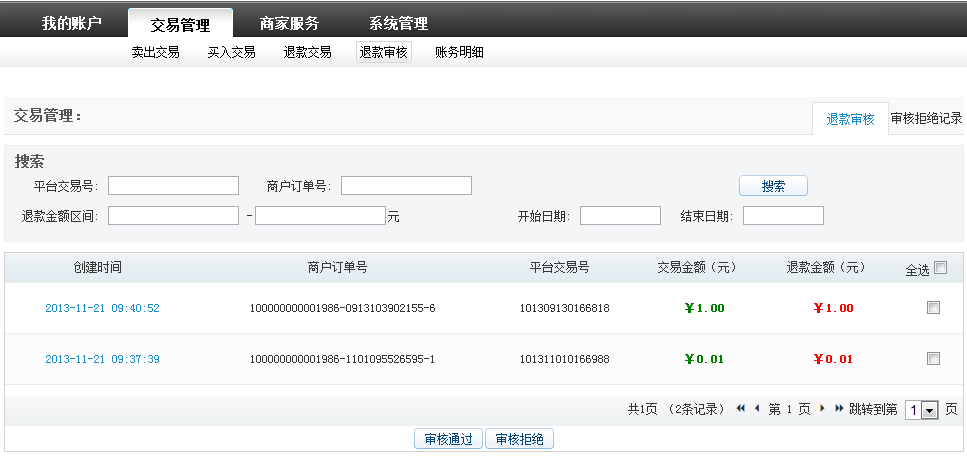 我的账户 交易管理 商家服务 系统管理
卖出交易 买入交易 退款交易 退款审核 账务明细
交易管理： 退款审核 审核拒绝记录
搜索
平台交易号: 商户订单号: 搜索
退款金额区间: - 元 开始日期: 结束日期:
创建时间 商户订单号 平台交易号 交易金额（元） 退款金额（元） 全选
2013-11-21 09:40:52 100000000001986-0913103902155-6 101309130166818 ￥1.00 ￥1.00
2013-11-21 09:37:39 100000000001986-1101095526595-1 101311010166988 ￥0.01 ￥0.01
共1页 （2条记录） 第 1 页 跳转到第 1 页
审核通过 审核拒绝